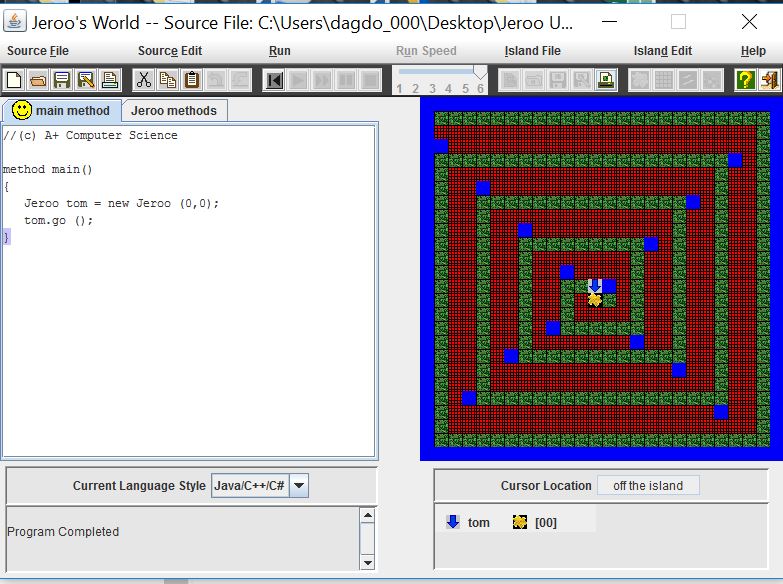 Jeroo's World -- Source File: C:\Users\dagdo_000\Desktop\Jeroo U...
Source File Source Edit Run Run Speed Island File Island Edit Help
1 2 3 4 5 6
main method Jeroo methods
//(c) A+ Computer Science
method main()
{
Jeroo tom = new Jeroo (0,0);
tom.go ();
}
Current Language Style Java/C++/C#
Cursor Location off the island
Program Completed
tom [00]